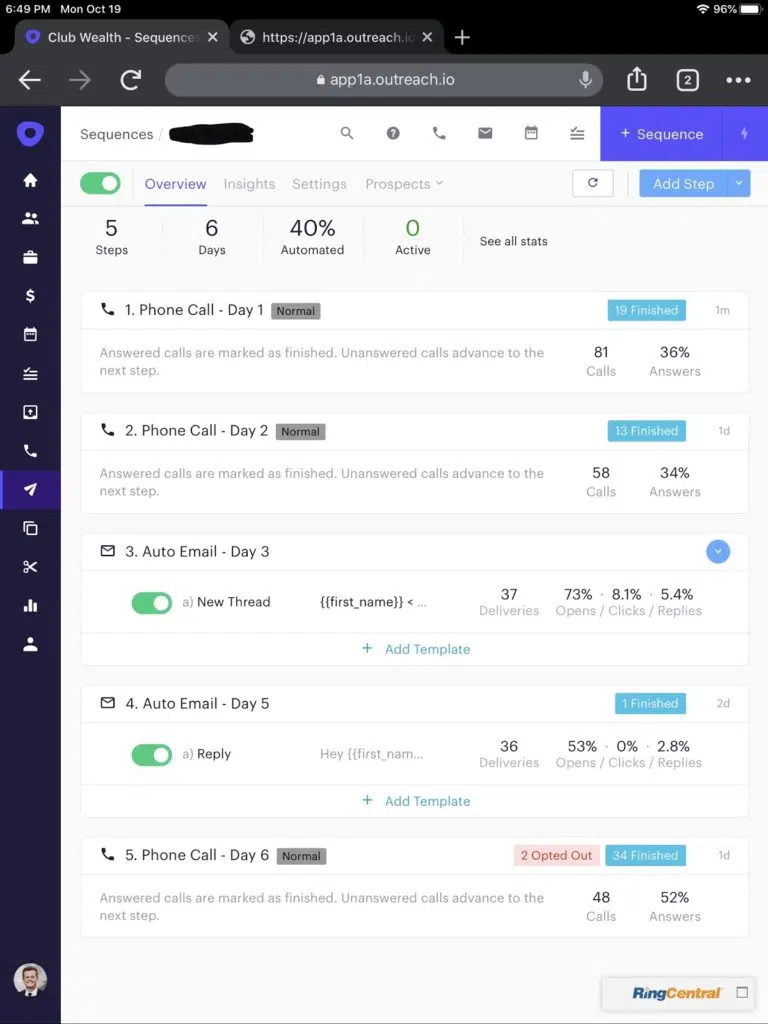 6:49 PM Mon Oct 19 96%
Club Wealth - Sequences https://app1a.outreach.io
app1a.outreach.io 2
Sequences / + Sequence
Overview Insights Settings Prospects Add Step
5 6 40% 0
Steps Days Automated Active See all stats
1. Phone Call - Day 1 Normal 19 Finished 1m
Answered calls are marked as finished. Unanswered calls advance to the 81 36%
next step. Calls Answers
2. Phone Call - Day 2 Normal 13 Finished 1d
Answered calls are marked as finished. Unanswered calls advance to the 58 34%
next step. Calls Answers
3. Auto Email - Day 3
a) New Thread {{first_name}} < ... 37 73% · 8.1% · 5.4%
Deliveries Opens / Clicks / Replies
+ Add Template
4. Auto Email - Day 5 1 Finished 2d
a) Reply Hey {{first_nam... 36 53% · 0% · 2.8%
Deliveries Opens / Clicks / Replies
+ Add Template
5. Phone Call - Day 6 Normal 2 Opted Out 34 Finished 1d
Answered calls are marked as finished. Unanswered calls advance to the 48 52%
next step. Calls Answers
RingCentral